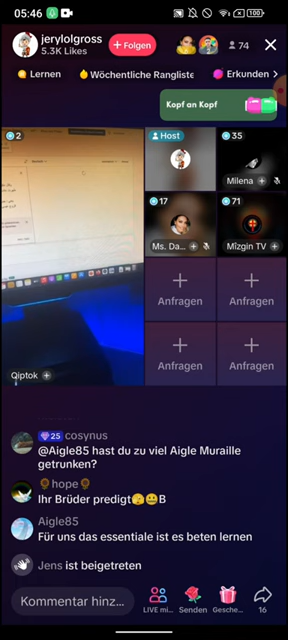 05:46
100
jerylolgross
5.3K Likes
+ Folgen
74
Lernen
Wöchentliche Rangliste
Erkunden
Kopf an Kopf
2
Host
35
Milena
17
Ms. Da...
71
Mîzgin TV
Anfragen
Anfragen
Anfragen
Anfragen
Qiptok
25 cosynus
@Aigle85 hast du zu viel Aigle Muraille
getrunken?
🌻hope🌻
Ihr Brüder predigt🫣😀B
Aigle85
Für uns das essentiale ist es beten lernen
Jens ist beigetreten
Kommentar hinz...
LIVE mi...
Senden
Gesche...
16